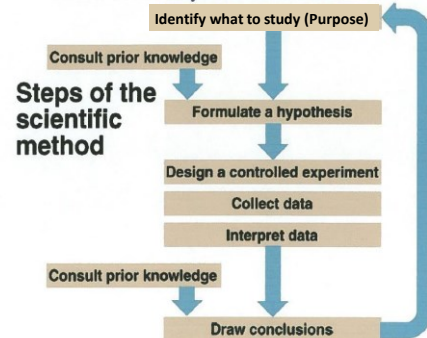 Identify what to study (Purpose)
Consult prior knowledge
Steps of the
scientific
method
Formulate a hypothesis
Design a controlled experiment
Collect data
Interpret data
Consult prior knowledge
Draw conclusions